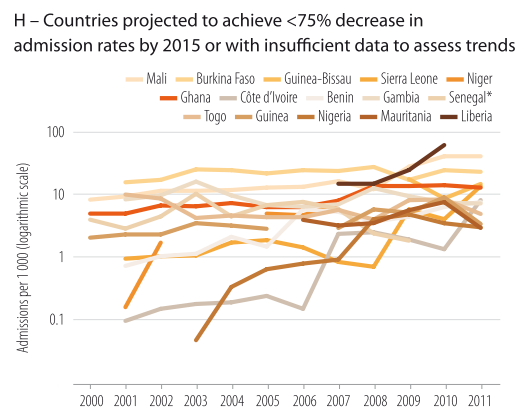 H – Countries projected to achieve <75% decrease in
admission rates by 2015 or with insufficient data to assess trends
Mali Burkina Faso Guinea-Bissau Sierra Leone Niger
Ghana Côte d'Ivoire Benin Gambia Senegal*
Togo Guinea Nigeria Mauritania Liberia
Admissions per 1 000 (logarithmic scale)
100
10
1
0.1
2000 2001 2002 2003 2004 2005 2006 2007 2008 2009 2010 2011